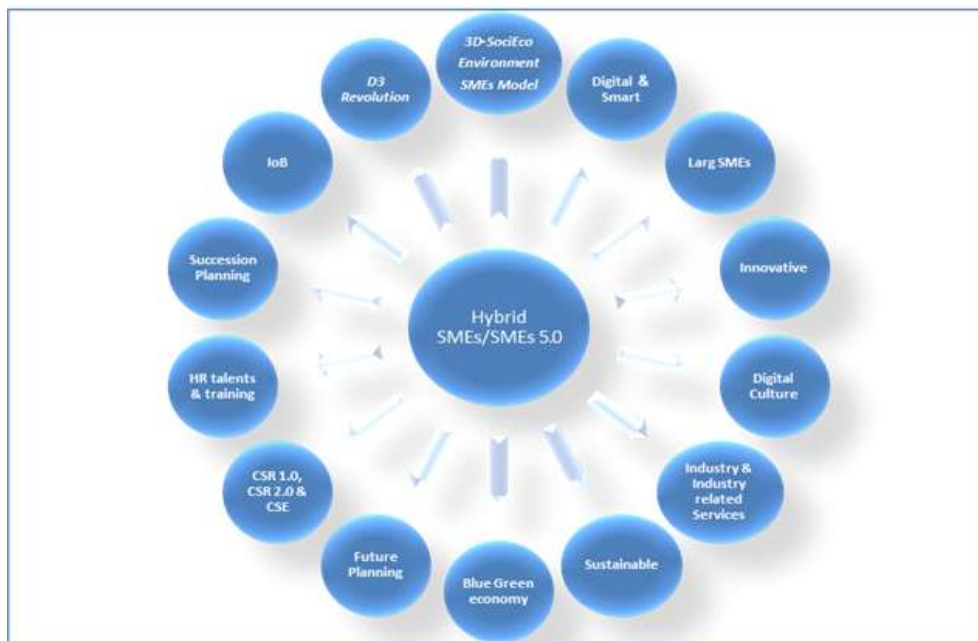 3D-SociEco
Environment
SMEs Model
Digital & 
Smart
Larg SMEs
Innovative
Digital
Culture
Industry &
Industry
related
Services
Sustainable
Blue Green
economy
Future
Planning
CSR 1.0,
CSR 2.0 &
CSE
HR talents
& training
Succession
Planning
IoB
D3
Revolution
Hybrid
SMEs/SMEs 5.0